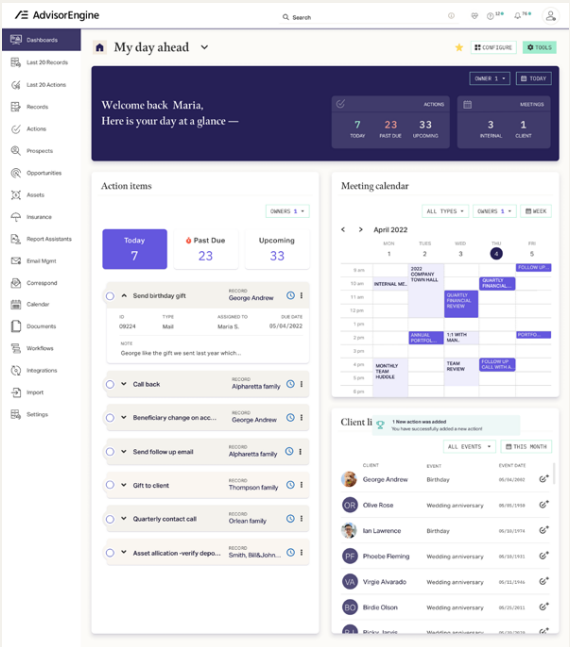 AdvisorEngine
Search
Dashboards
Last 20 Records
Last 20 Actions
Records
Actions
Prospects
Opportunities
Assets
Insurance
Report Assistants
Email Mgmt
Correspond
Calendar
Documents
Workflows
Integrations
Import
Settings
My day ahead
CONFIGURE
TOOLS
OWNER 1
TODAY
Welcome back Maria,
Here is your day at a glance —
ACTIONS
7 23 33
TODAY PAST DUE UPCOMING
MEETINGS
3 1
INTERNAL CLIENT
Action items
OWNERS 1
Today Past Due Upcoming
7 23 33
Send birthday gift
RECORD
George Andrew
ID TYPE ASSIGNED TO DUE DATE
09224 Mail Maria S. 05/04/2022
NOTE
George like the gift we sent last year which...
Call back
RECORD
Alpharetta family
Beneficiary change on acc...
RECORD
George Andrew
Send follow up email
RECORD
Alpharetta family
Gift to client
RECORD
Thompson family
Quarterly contact call
RECORD
Orlean family
Asset allication -verify depo...
RECORD
Smith, Bill&John...
Meeting calendar
ALL TYPES OWNERS 1 WEEK
April 2022
MON TUES WED THU FRI
1 2 3 4 5
9 am
10 am
11 am
12 pm
1 pm
2 pm
3 pm
4 pm
5 pm
6 pm
INTERNAL ME...
2022
COMPANY
TOWN HALL
QUARTLY
FINANCIAL
REVIEW
QUARTLY
FINANCIAL...
FOLLOW UP...
ANNUAL
PORTFOL...
1:1 WITH
MAN...
PORTFO...
MONTHLY
TEAM
HUDDLE
TEAM
REVIEW
FOLLOW UP
CALL WITH A...
Client li
1 New action was added
You have successfully added a new action!
ALL EVENTS THIS MONTH
CLIENT EVENT EVENT DATE
George Andrew Birthday
OR Olive Rose Wedding anniversary
Ian Lawrence Birthday
PF Phoebe Fleming Wedding anniversary
VA Virgie Alvarado Wedding anniversary
BO Birdie Olson Wedding anniversary
RJ Ricky Jarvis